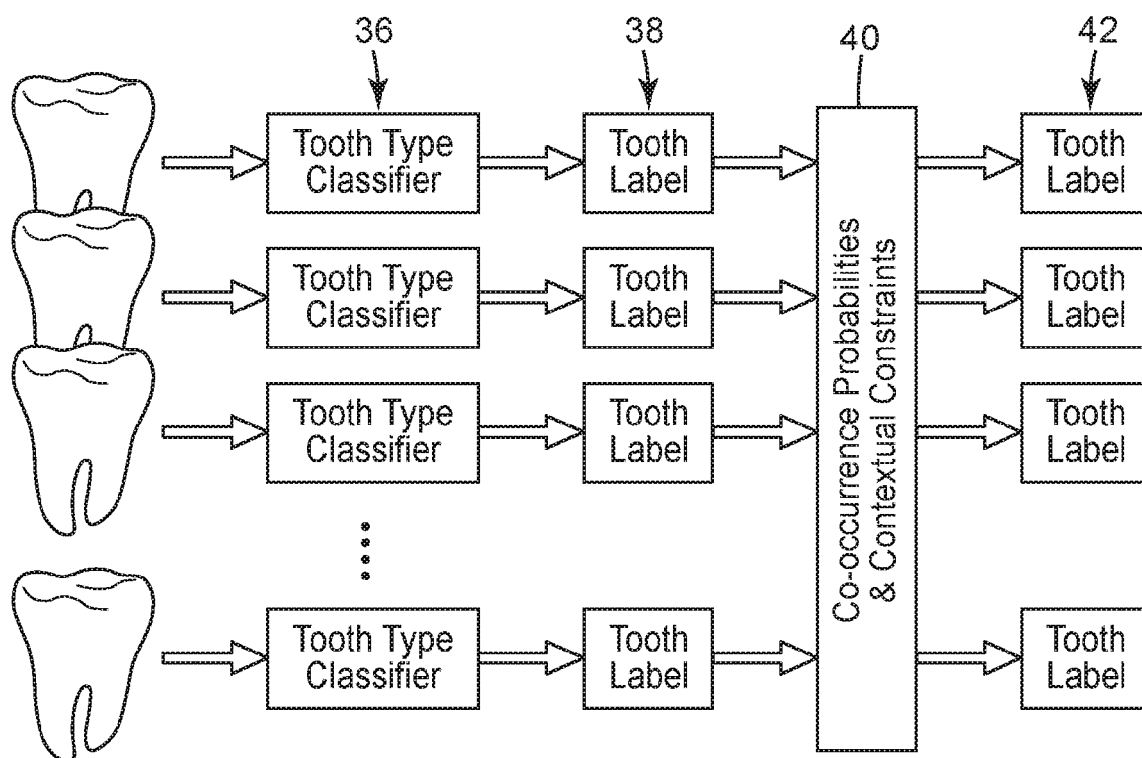 36
38
40
42
Tooth Type
Classifier
Tooth
Label
Tooth
Label
Tooth Type
Classifier
Tooth
Label
Tooth
Label
Tooth Type
Classifier
Tooth
Label
Tooth
Label
Tooth Type
Classifier
Tooth
Label
Tooth
Label
Co-occurrence Probabilities
& Contextual Constraints